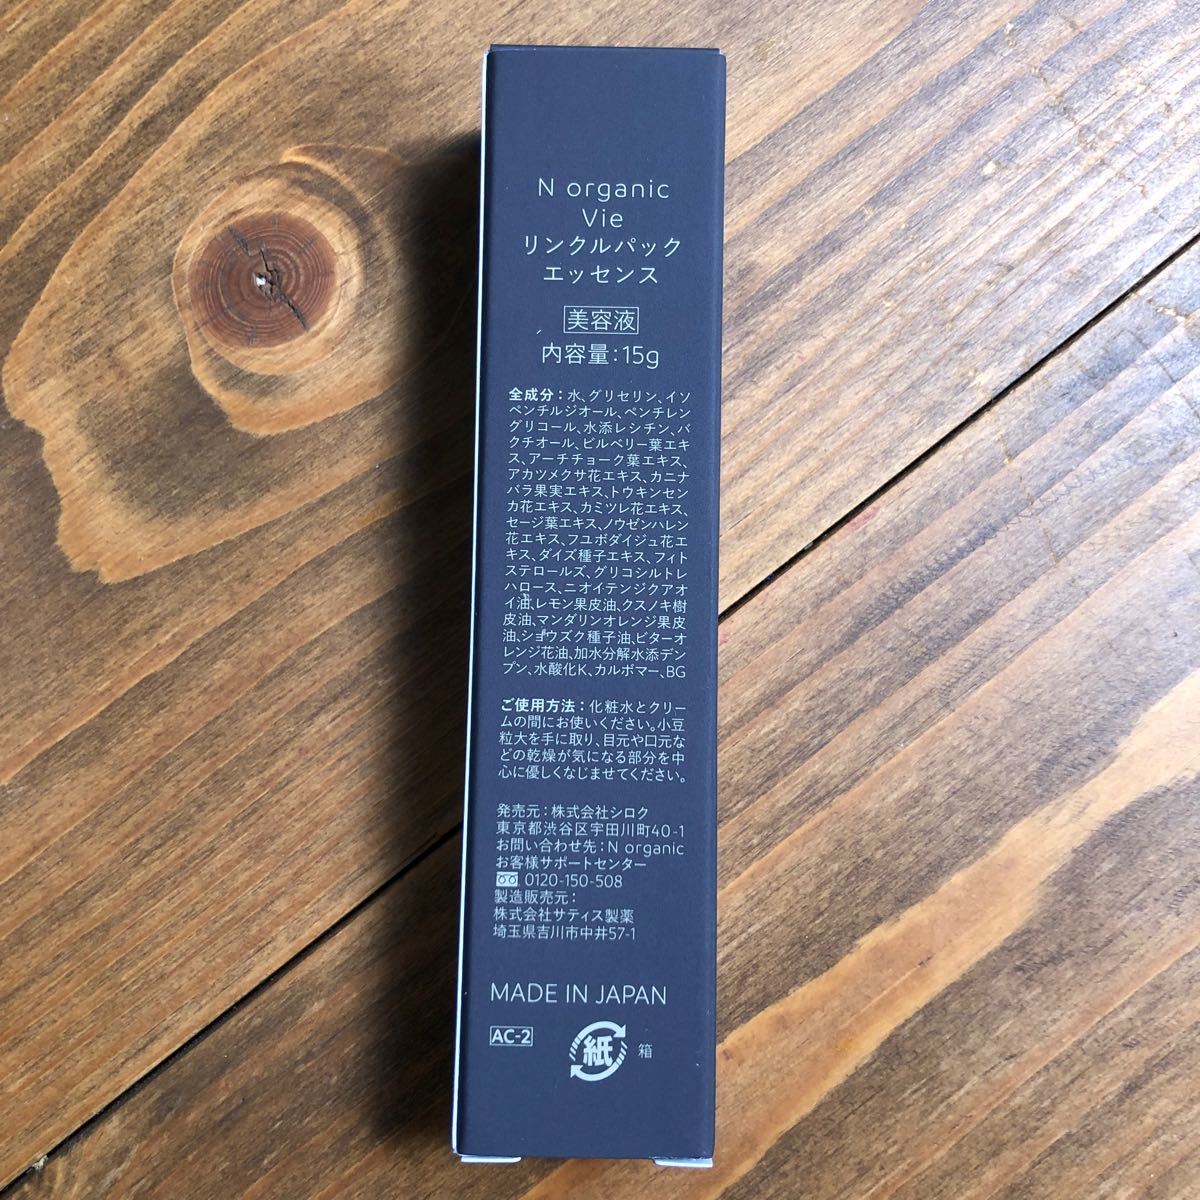 N organic
Vie
リンクルパック
エッセンス
美容液
内容量:15g
全成分:水、グリセリン、イソ
ペンチルジオール、ペンチレン
グリコール、水添レシチン、バ
クチオール、ビルベリー葉エキ
ス、アーチチョーク葉エキス、
アカツメクサ花エキス、カニナ
バラ果実エキス、トウキンセン
カ花エキス、カミツレ花エキス、
セージ葉エキス、ノウゼンハレン
花エキス、フユボダイジュ花エ
キス、ダイズ種子エキス、フィト
ステロールズ、グリコシルトレ
ハロース、ニオイテンジクアオ
イ油、レモン果皮油、クスノキ樹
皮油、マンダリンオレンジ果皮
油、ショウズク種子油、ビターオ
レンジ花油、加水分解水添デン
プン、水酸化K、カルボマー、BG
ご使用方法:化粧水とクリー
ムの間にお使いください。小豆
粒大を手に取り、目元や口元な
どの乾燥が気になる部分を中
心に優しくなじませてください。
発売元:株式会社シロク
東京都渋谷区宇田川町40-1
お問い合わせ先:N organic
お客様サポートセンター
0120-150-508
製造販売元:
株式会社サティス製薬
埼玉県吉川市中井57-1
MADE IN JAPAN
AC-2
紙 箱